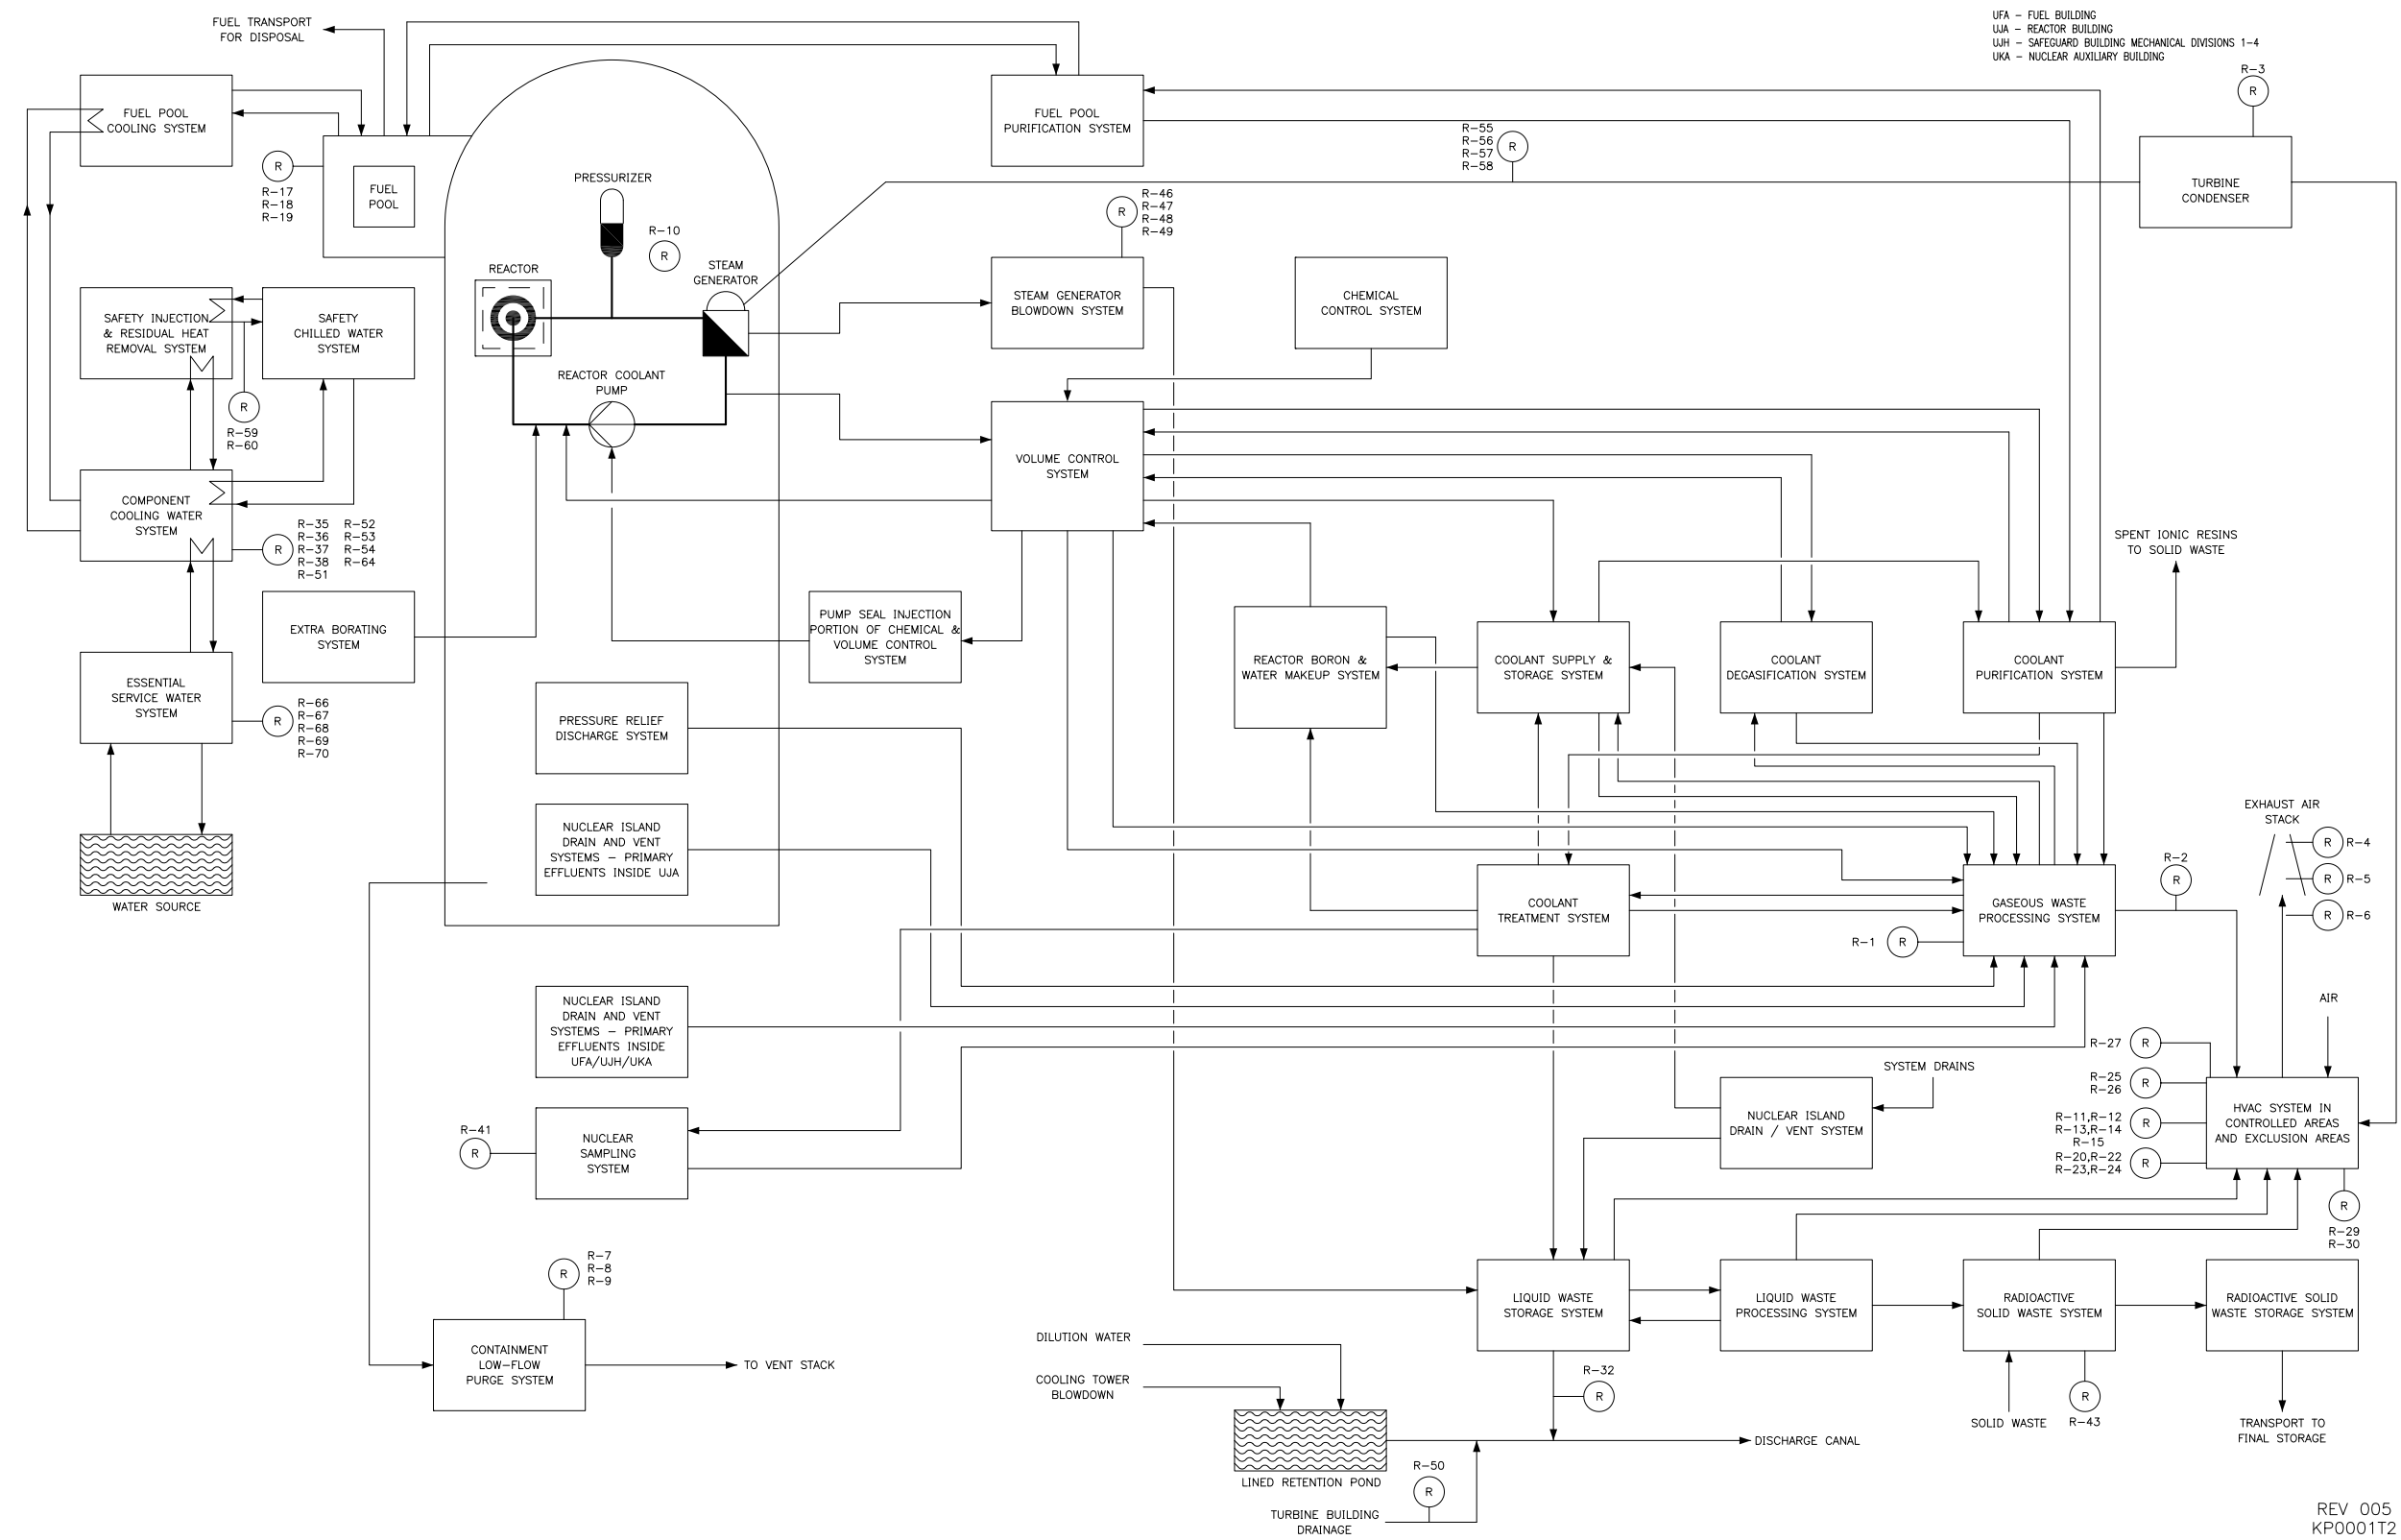 FUEL TRANSPORT
FOR DISPOSAL
UFA – FUEL BUILDING
UJA – REACTOR BUILDING
UJH – SAFEGUARD BUILDING MECHANICAL DIVISIONS 1–4
UKA – NUCLEAR AUXILIARY BUILDING
R–3
R
FUEL POOL
COOLING SYSTEM
FUEL POOL
PURIFICATION SYSTEM
R–55
R–56
R–57
R–58
R
R
R–17
R–18
R–19
FUEL
POOL
PRESSURIZER
TURBINE
CONDENSER
R
R–46
R–47
R–48
R–49
R–10
R
REACTOR
STEAM
GENERATOR
SAFETY INJECTION
& RESIDUAL HEAT
REMOVAL SYSTEM
SAFETY
CHILLED WATER
SYSTEM
STEAM GENERATOR
BLOWDOWN SYSTEM
CHEMICAL
CONTROL SYSTEM
REACTOR COOLANT
PUMP
R
R–59
R–60
VOLUME CONTROL
SYSTEM
COMPONENT
COOLING WATER
SYSTEM
R
R–35 R–52
R–36 R–53
R–37 R–54
R–38 R–64
R–51
SPENT IONIC RESINS
TO SOLID WASTE
EXTRA BORATING
SYSTEM
PUMP SEAL INJECTION
PORTION OF CHEMICAL &
VOLUME CONTROL
SYSTEM
REACTOR BORON &
WATER MAKEUP SYSTEM
COOLANT SUPPLY &
STORAGE SYSTEM
COOLANT
DEGASIFICATION SYSTEM
COOLANT
PURIFICATION SYSTEM
ESSENTIAL
SERVICE WATER
SYSTEM
R
R–66
R–67
R–68
R–69
R–70
PRESSURE RELIEF
DISCHARGE SYSTEM
NUCLEAR ISLAND
DRAIN AND VENT
SYSTEMS – PRIMARY
EFFLUENTS INSIDE UJA
WATER SOURCE
EXHAUST AIR
STACK
R
R–4
R
R–5
R
R–6
R–2
R
COOLANT
TREATMENT SYSTEM
GASEOUS WASTE
PROCESSING SYSTEM
R–1
R
NUCLEAR ISLAND
DRAIN AND VENT
SYSTEMS – PRIMARY
EFFLUENTS INSIDE
UFA/UJH/UKA
AIR
R–27
R
SYSTEM DRAINS
R–25
R–26
R
R–11,R–12
R–13,R–14
R–15
R
R–20,R–22
R–23,R–24
R
HVAC SYSTEM IN
CONTROLLED AREAS
AND EXCLUSION AREAS
NUCLEAR ISLAND
DRAIN / VENT SYSTEM
R–41
R
NUCLEAR
SAMPLING
SYSTEM
R
R–29
R–30
R
R–7
R–8
R–9
LIQUID WASTE
STORAGE SYSTEM
LIQUID WASTE
PROCESSING SYSTEM
RADIOACTIVE
SOLID WASTE SYSTEM
RADIOACTIVE SOLID
WASTE STORAGE SYSTEM
CONTAINMENT
LOW–FLOW
PURGE SYSTEM
TO VENT STACK
DILUTION WATER
COOLING TOWER
BLOWDOWN
R–32
R
R
R–43
SOLID WASTE
TRANSPORT TO
FINAL STORAGE
DISCHARGE CANAL
LINED RETENTION POND
R–50
R
TURBINE BUILDING
DRAINAGE
REV 005
KP0001T2